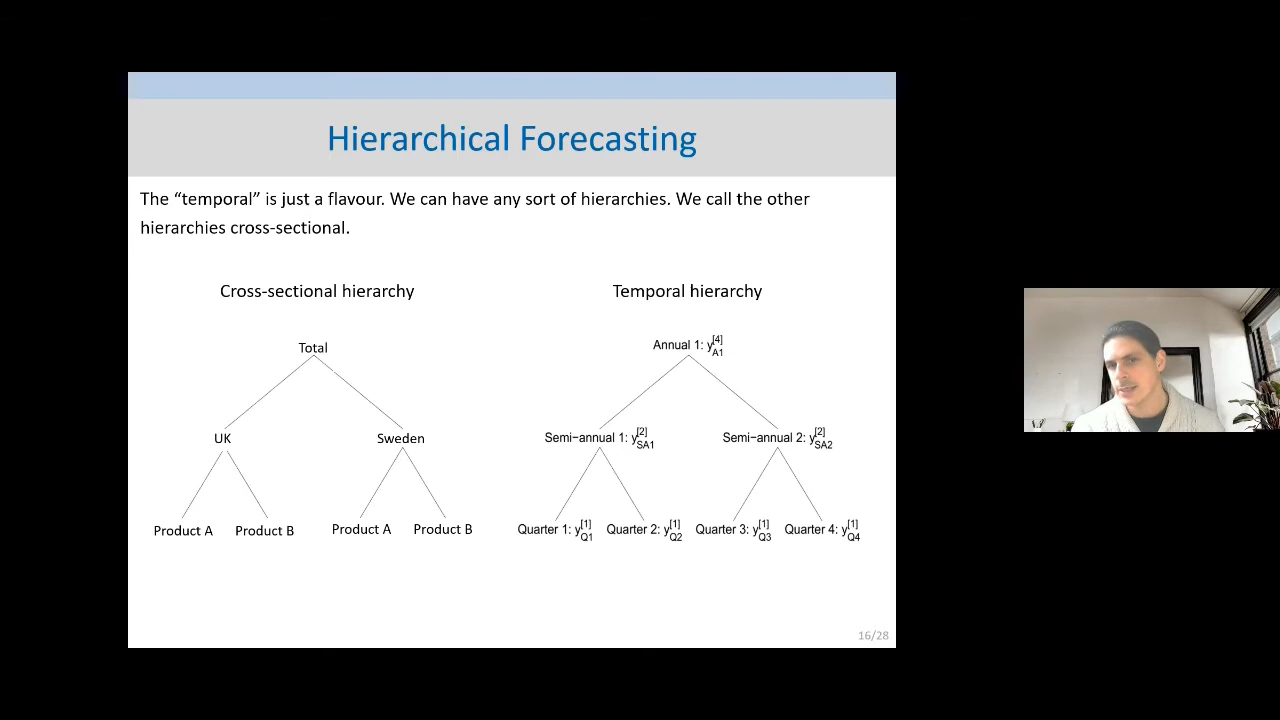 Hierarchical Forecasting
The “temporal” is just a flavour. We can have any sort of hierarchies. We call the other
hierarchies cross-sectional.
Cross-sectional hierarchy
Temporal hierarchy
Total
UK
Sweden
Product A
Product B
Product A
Product B
Annual 1: y[4]A1
Semi−annual 1: y[2]SA1
Semi−annual 2: y[2]SA2
Quarter 1: y[1]Q1
Quarter 2: y[1]Q2
Quarter 3: y[1]Q3
Quarter 4: y[1]Q4
16/28